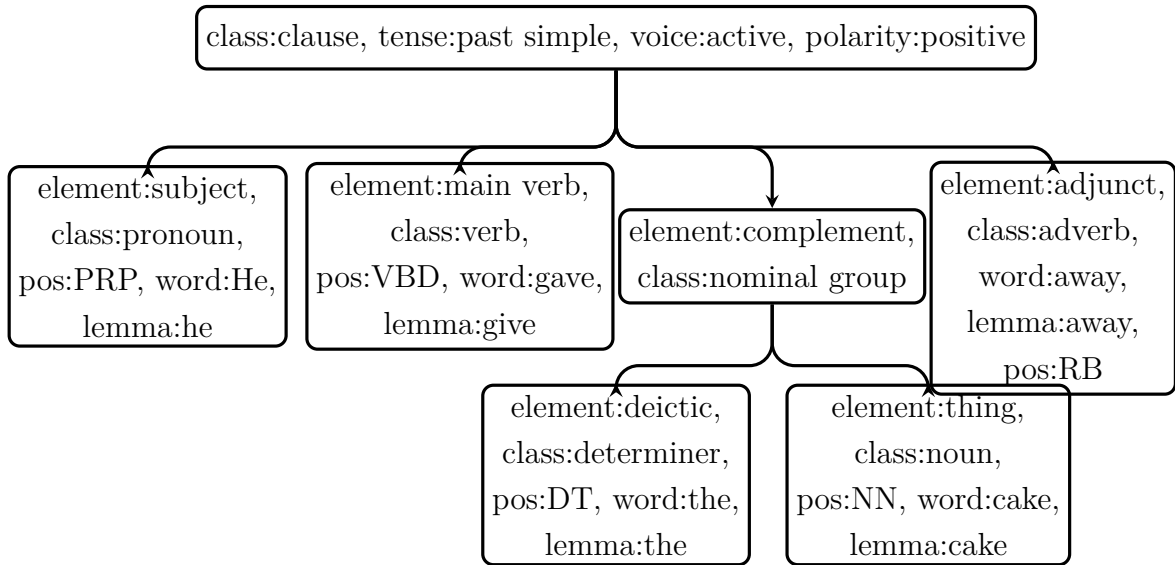 class:clause, tense:past simple, voice:active, polarity:positive
element:subject,
class:pronoun,
pos:PRP, word:He,
lemma:he
element:main verb,
class:verb,
pos:VBD, word:gave,
lemma:give
element:complement,
class:nominal group
element:adjunct,
class:adverb,
word:away,
lemma:away,
pos:RB
element:deictic,
class:determiner,
pos:DT, word:the,
lemma:the
element:thing,
class:noun,
pos:NN, word:cake,
lemma:cake